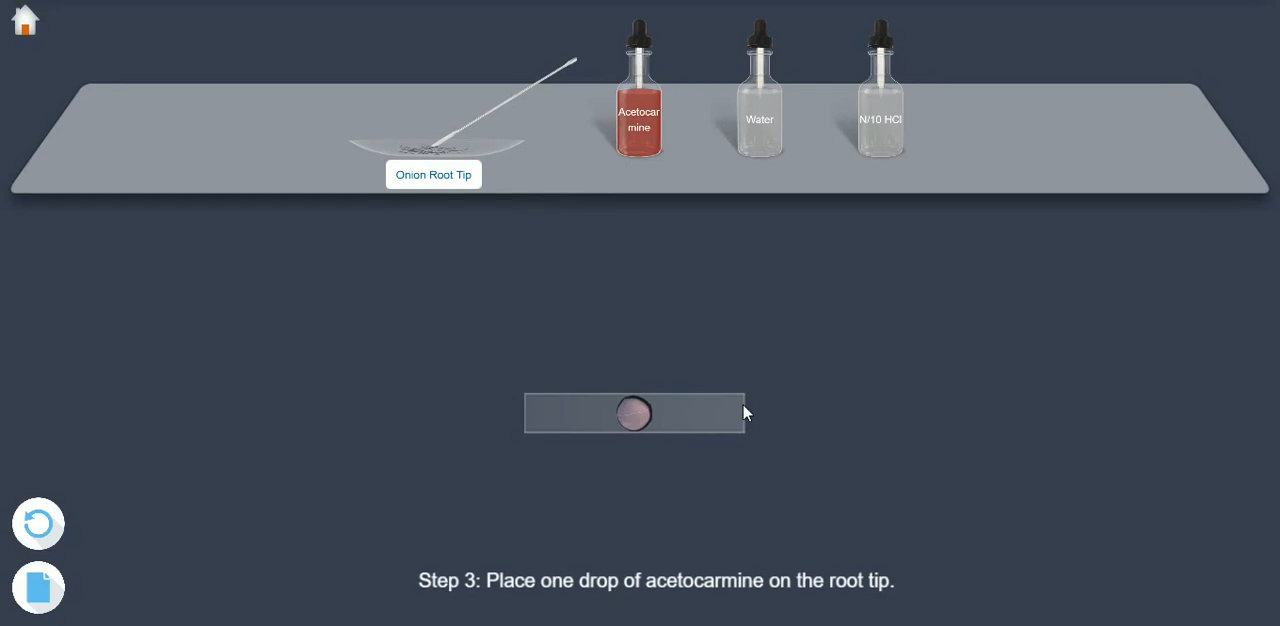 Acetocar
mine
Water
N/10 HCl
Onion Root Tip
Step 3: Place one drop of acetocarmine on the root tip.